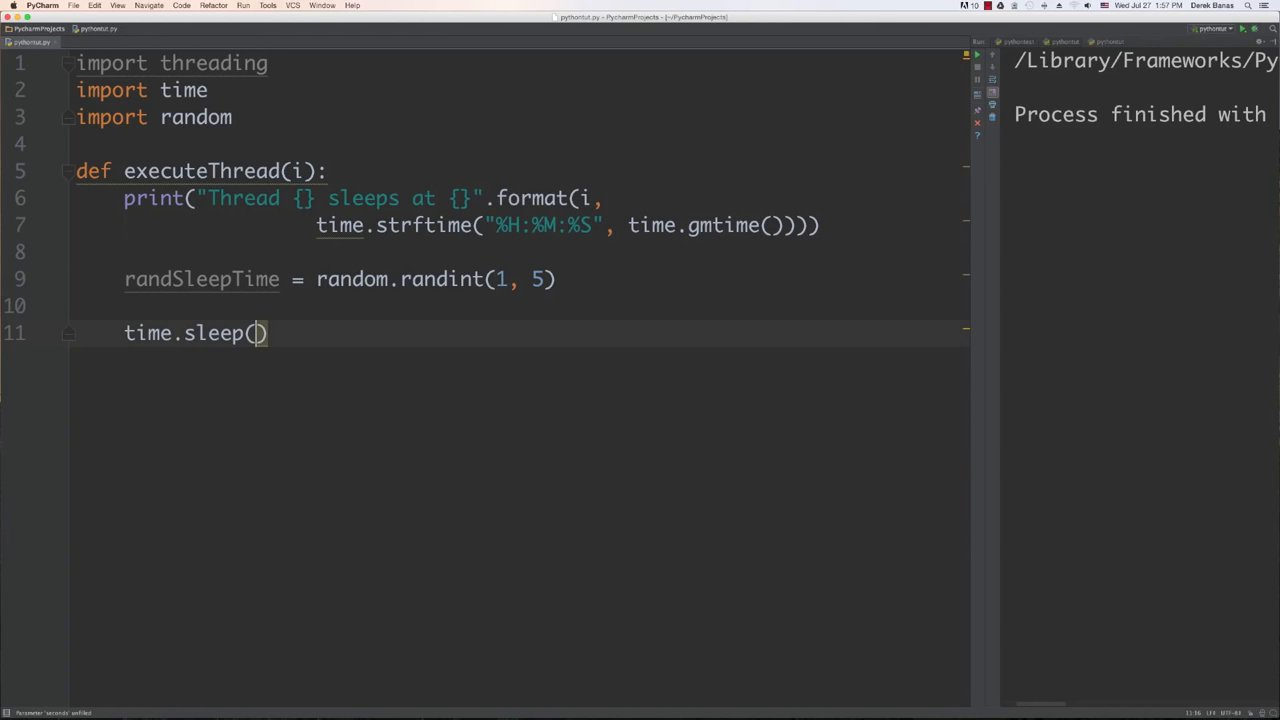 PyCharm File Edit View Navigate Code Refactor Run Tools VCS Window Help
10 Wed Jul 27 1:57 PM Derek Banas
pythontut.py - PycharmProjects - [~/PycharmProjects]
PycharmProjects pythontut.py
pythontut
pythontut.py
Run: pythontest pythontut pythontut
1 import threading
2 import time
3 import random
4
5 def executeThread(i):
6 print("Thread {} sleeps at {}".format(i,
7 time.strftime("%H:%M:%S", time.gmtime())))
8
9 randSleepTime = random.randint(1, 5)
10
11 time.sleep()
/Library/Frameworks/Py
Process finished with
Parameter 'seconds' unfilled
11:16 LF÷ UTF-8÷